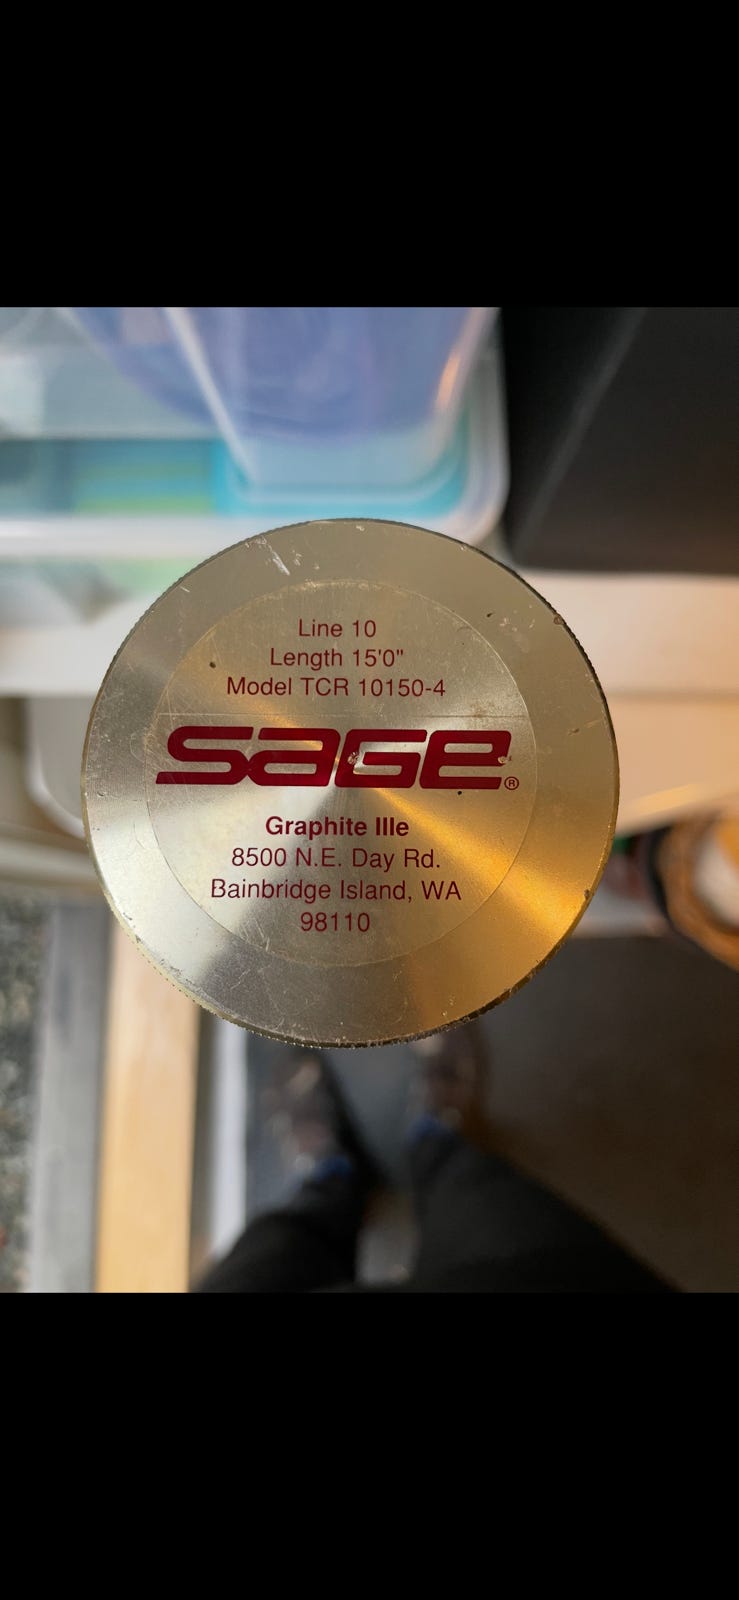 Line 10
Length 15'0"
Model TCR 10150-4
SAGE®
Graphite IIIe
8500 N.E. Day Rd.
Bainbridge Island, WA
98110